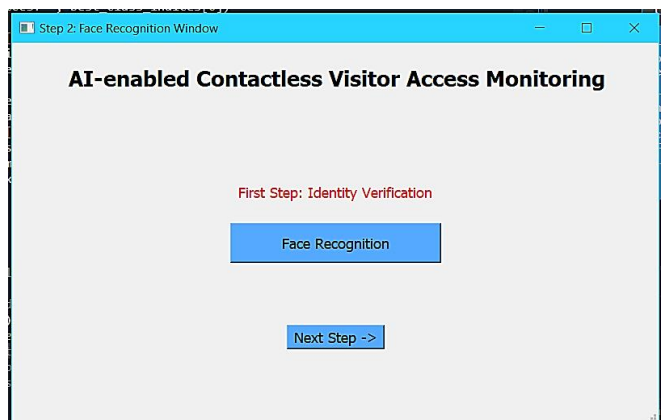 Step 2: Face Recognition Window
AI-enabled Contactless Visitor Access Monitoring
First Step: Identity Verification
Face Recognition
Next Step ->